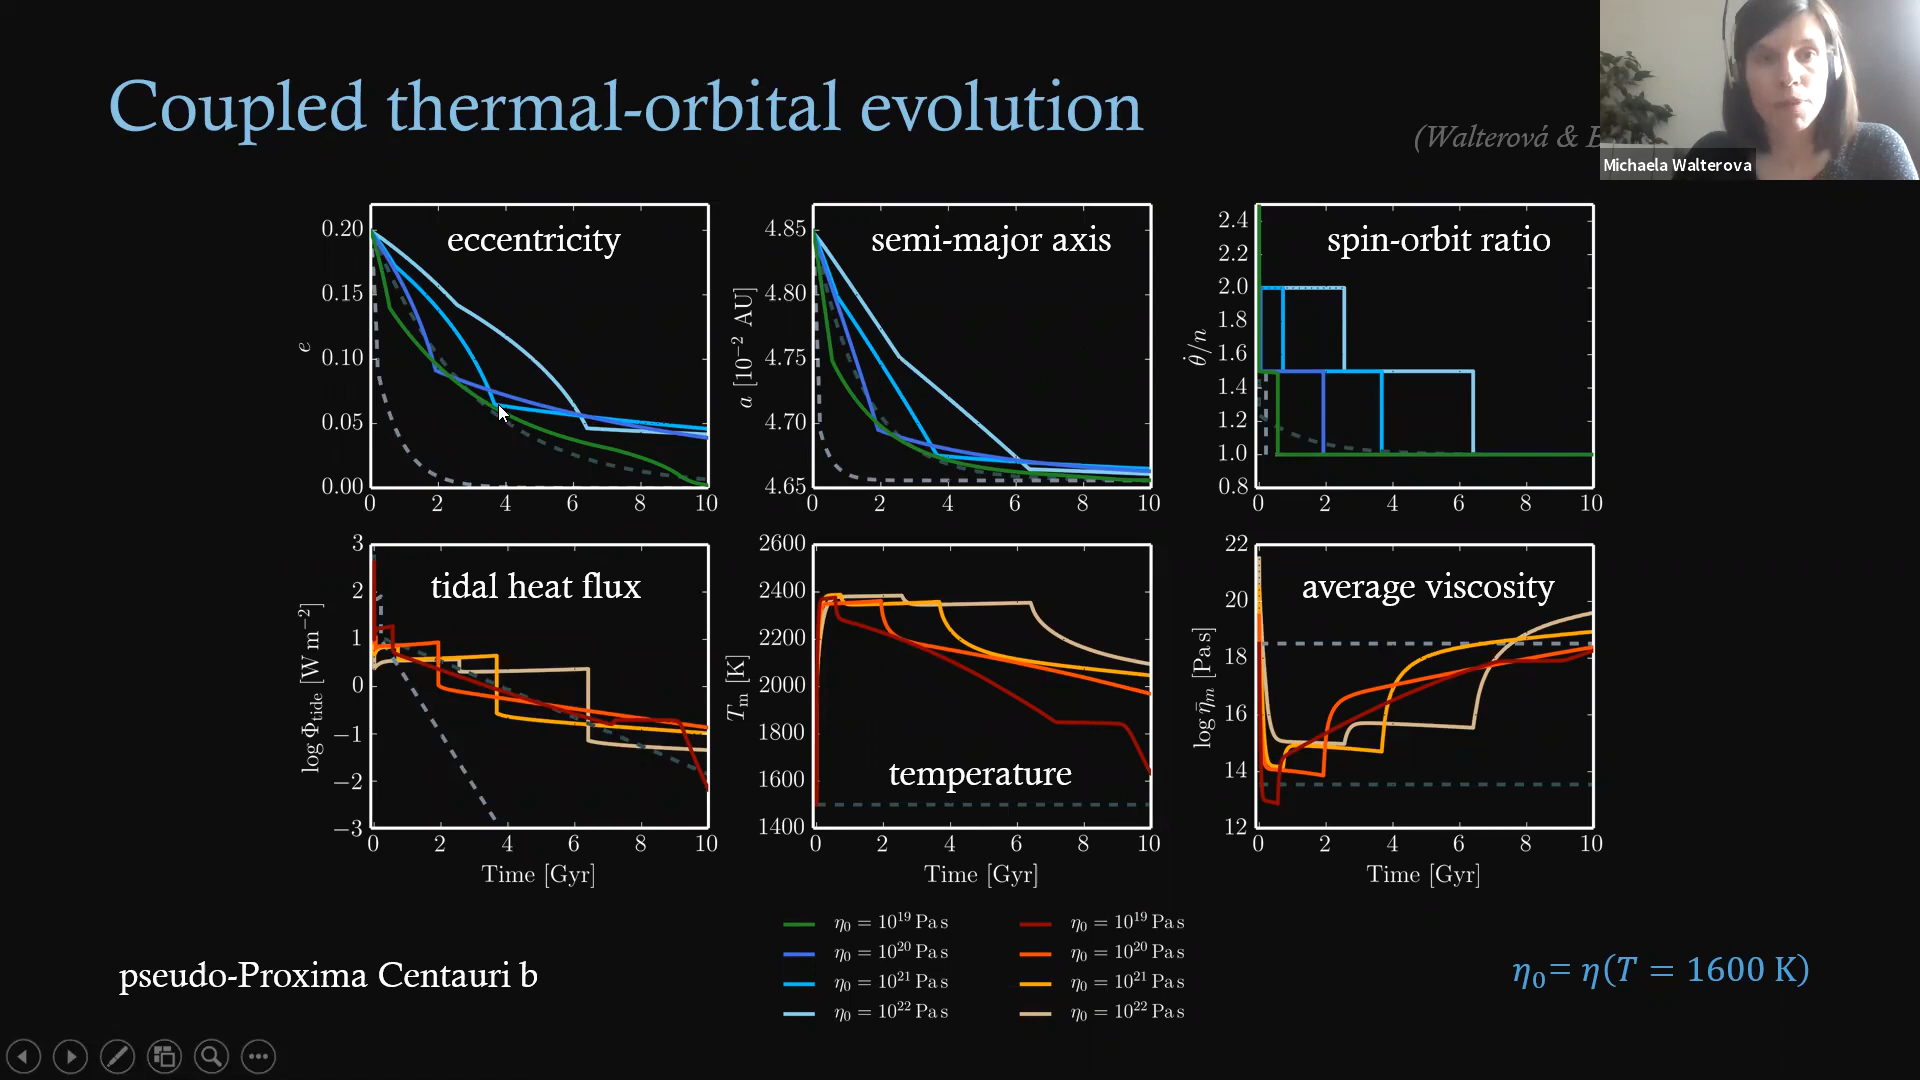 Coupled thermal-orbital evolution
(Walterová &
Michaela Walterova
eccentricity
0.20
0.15
0.10
0.05
0.00
e
0 2 4 6 8 10
semi-major axis
4.85
4.80
4.75
4.70
4.65
a [10⁻² AU]
0 2 4 6 8 10
spin-orbit ratio
2.4
2.2
2.0
1.8
1.6
1.4
1.2
1.0
0.8
θ̇/n
0 2 4 6 8 10
tidal heat flux
3
2
1
0
−1
−2
−3
log Φtide [W m⁻²]
0 2 4 6 8 10
Time [Gyr]
temperature
2600
2400
2200
2000
1800
1600
1400
Tm [K]
0 2 4 6 8 10
Time [Gyr]
average viscosity
22
20
18
16
14
12
log η̄m [Pas]
0 2 4 6 8 10
Time [Gyr]
η₀ = 10¹⁹ Pa s
η₀ = 10²⁰ Pa s
η₀ = 10²¹ Pa s
η₀ = 10²² Pa s
η₀ = 10¹⁹ Pa s
η₀ = 10²⁰ Pa s
η₀ = 10²¹ Pa s
η₀ = 10²² Pa s
pseudo-Proxima Centauri b
η₀= η(T = 1600 K)